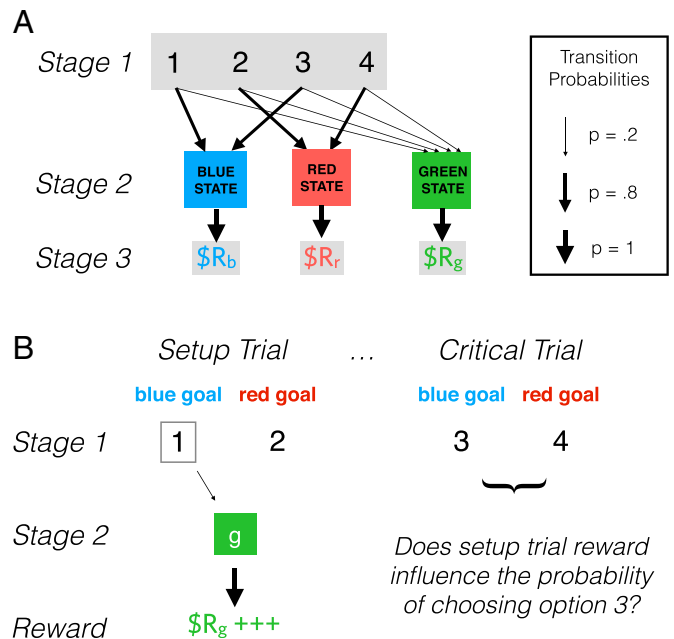 A
Stage 1
1 2 3 4
Transition
Probabilities
p = .2
p = .8
p = 1
Stage 2
BLUE
STATE
RED
STATE
GREEN
STATE
Stage 3
$Rb
$Rr
$Rg
B
Setup Trial ... Critical Trial
blue goal red goal blue goal red goal
Stage 1 1 2 3 4
Stage 2 g
Does setup trial reward
influence the probability
of choosing option 3?
Reward $Rg +++